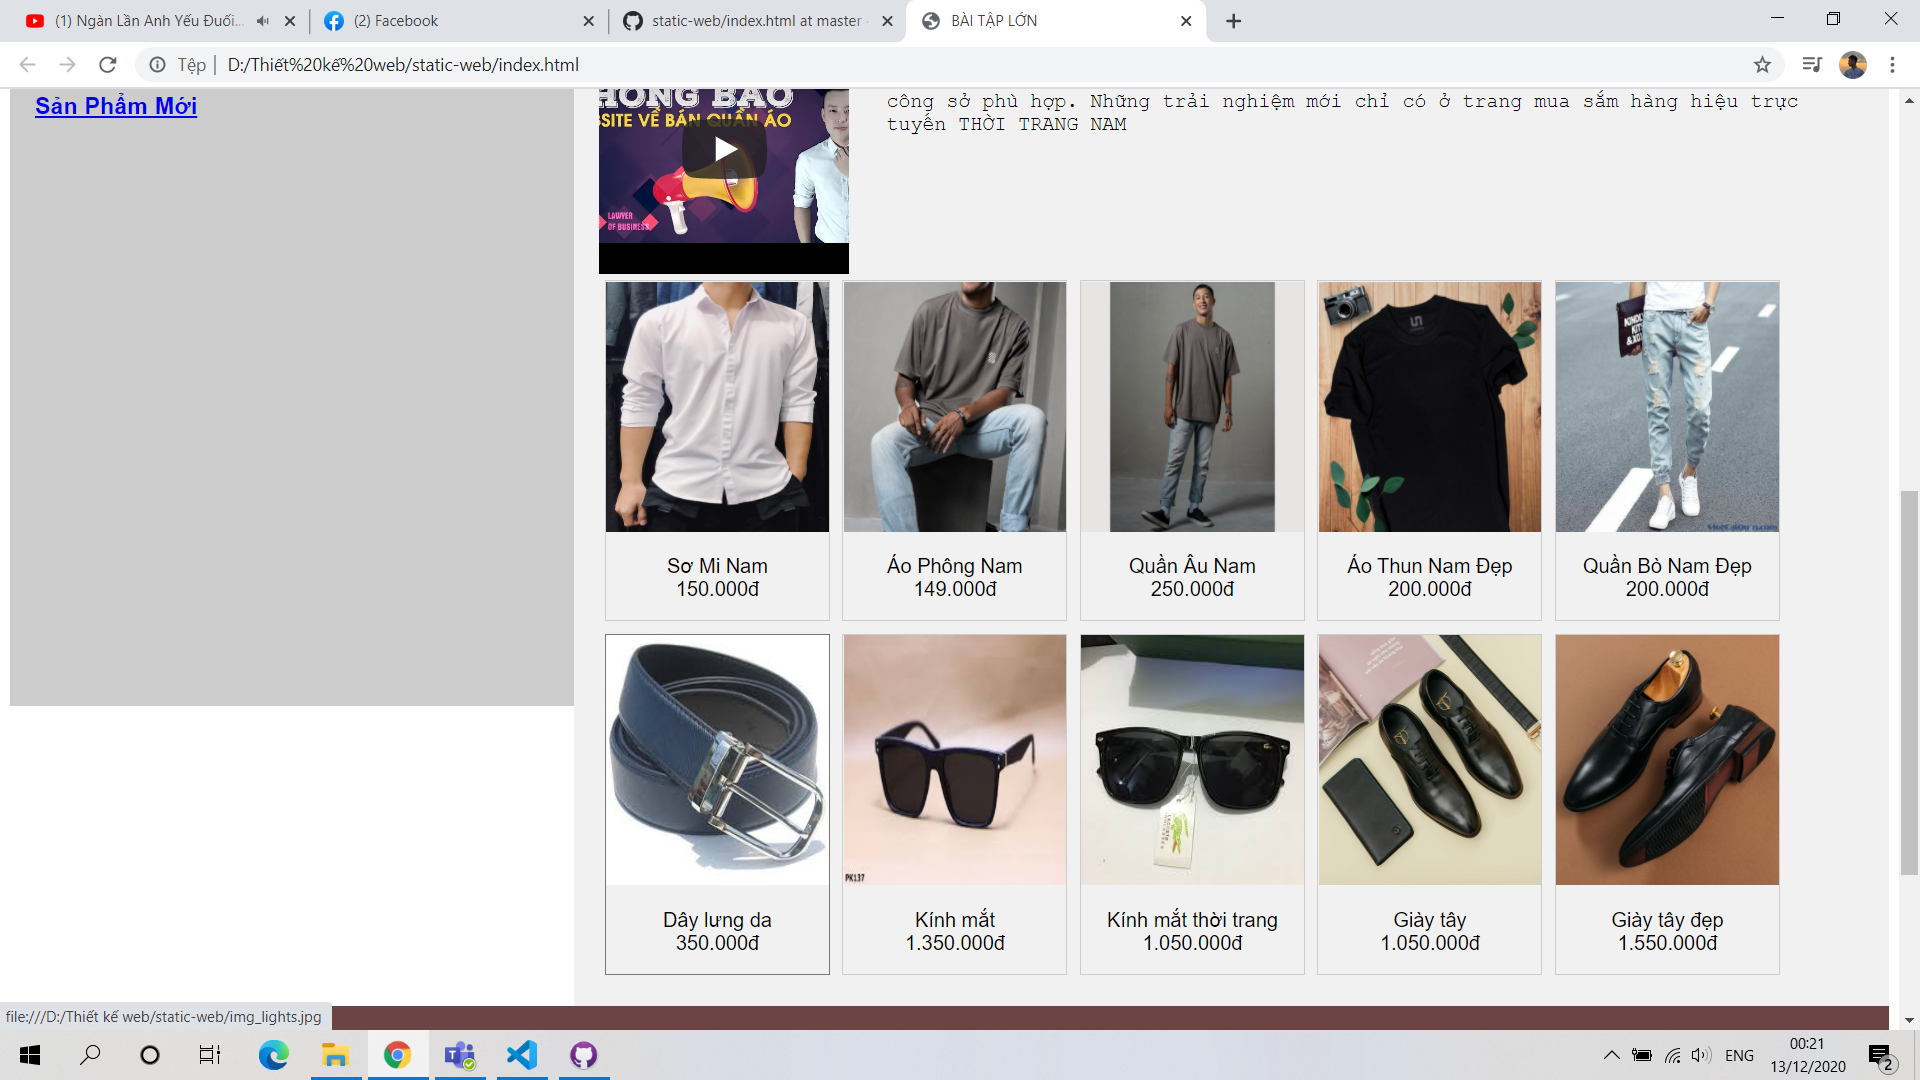 (1) Ngàn Lần Anh Yếu Đuối...
(2) Facebook
static-web/index.html at master
BÀI TẬP LỚN
Tệp
D:/Thiết%20kế%20web/static-web/index.html
Sản Phẩm Mới
HÔNG BÁO
SITE VỀ BÁN QUẦN ÁO
LAWYER
OF BUSINESS
công sở phù hợp. Những trải nghiệm mới chỉ có ở trang mua sắm hàng hiệu trực
tuyến THỜI TRANG NAM
Sơ Mi Nam
150.000đ
Áo Phông Nam
149.000đ
Quần Âu Nam
250.000đ
Áo Thun Nam Đẹp
200.000đ
Quần Bò Nam Đẹp
200.000đ
PK137
Dây lưng da
350.000đ
Kính mắt
1.350.000đ
Kính mắt thời trang
1.050.000đ
Giày tây
1.050.000đ
Giày tây đẹp
1.550.000đ
file:///D:/Thiết kế web/static-web/img_lights.jpg
ENG
00:21
13/12/2020
2